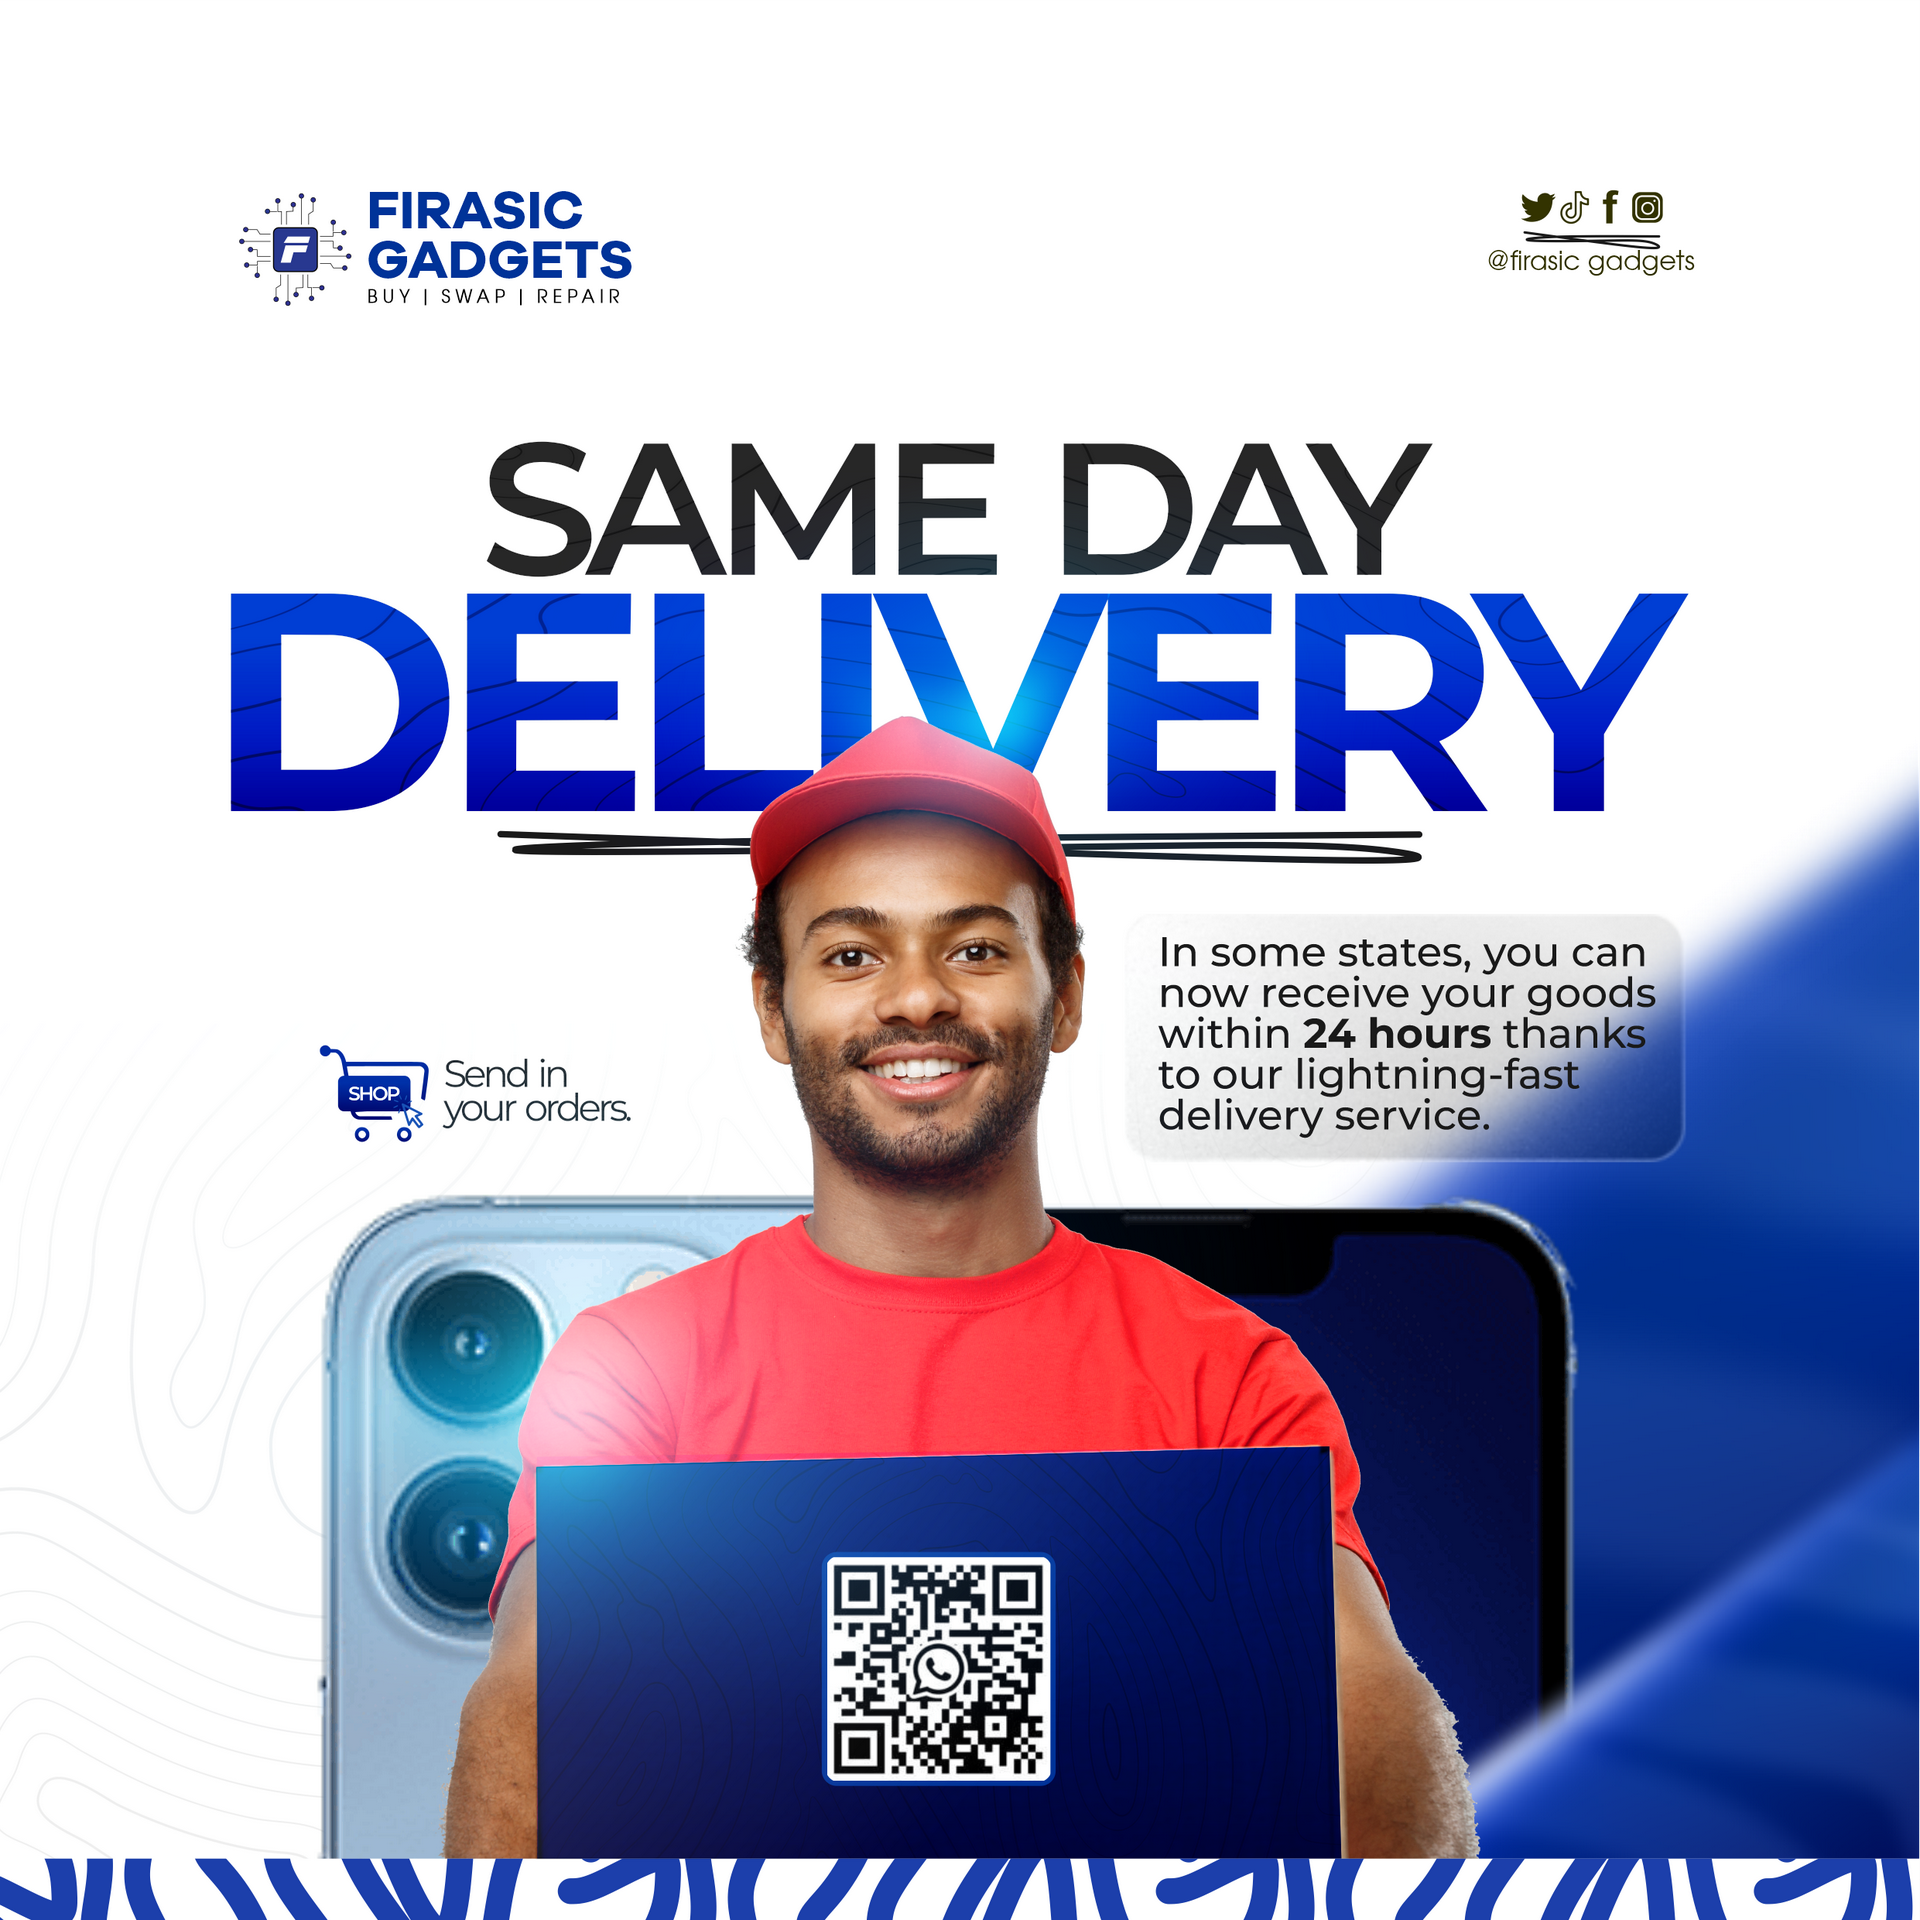 FIRASIC
GADGETS
BUY | SWAP | REPAIR
@firasic gadgets
SAME DAY
DELIVERY
In some states, you can
now receive your goods
within 24 hours thanks
to our lightning-fast
delivery service.
SHOP
Send in
your orders.